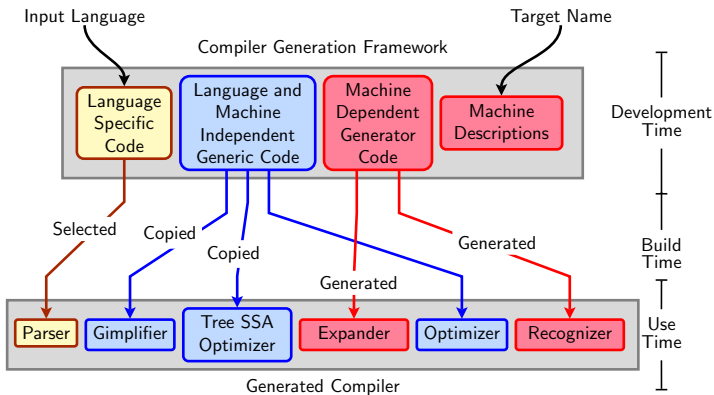 Input Language
Target Name
Compiler Generation Framework
Language
Specific
Code
Language and
Machine
Independent
Generic Code
Machine
Dependent
Generator
Code
Machine
Descriptions
Development
Time
Selected
Copied
Copied
Generated
Generated
Build
Time
Parser
Gimplifier
Tree SSA
Optimizer
Expander
Optimizer
Recognizer
Use
Time
Generated Compiler